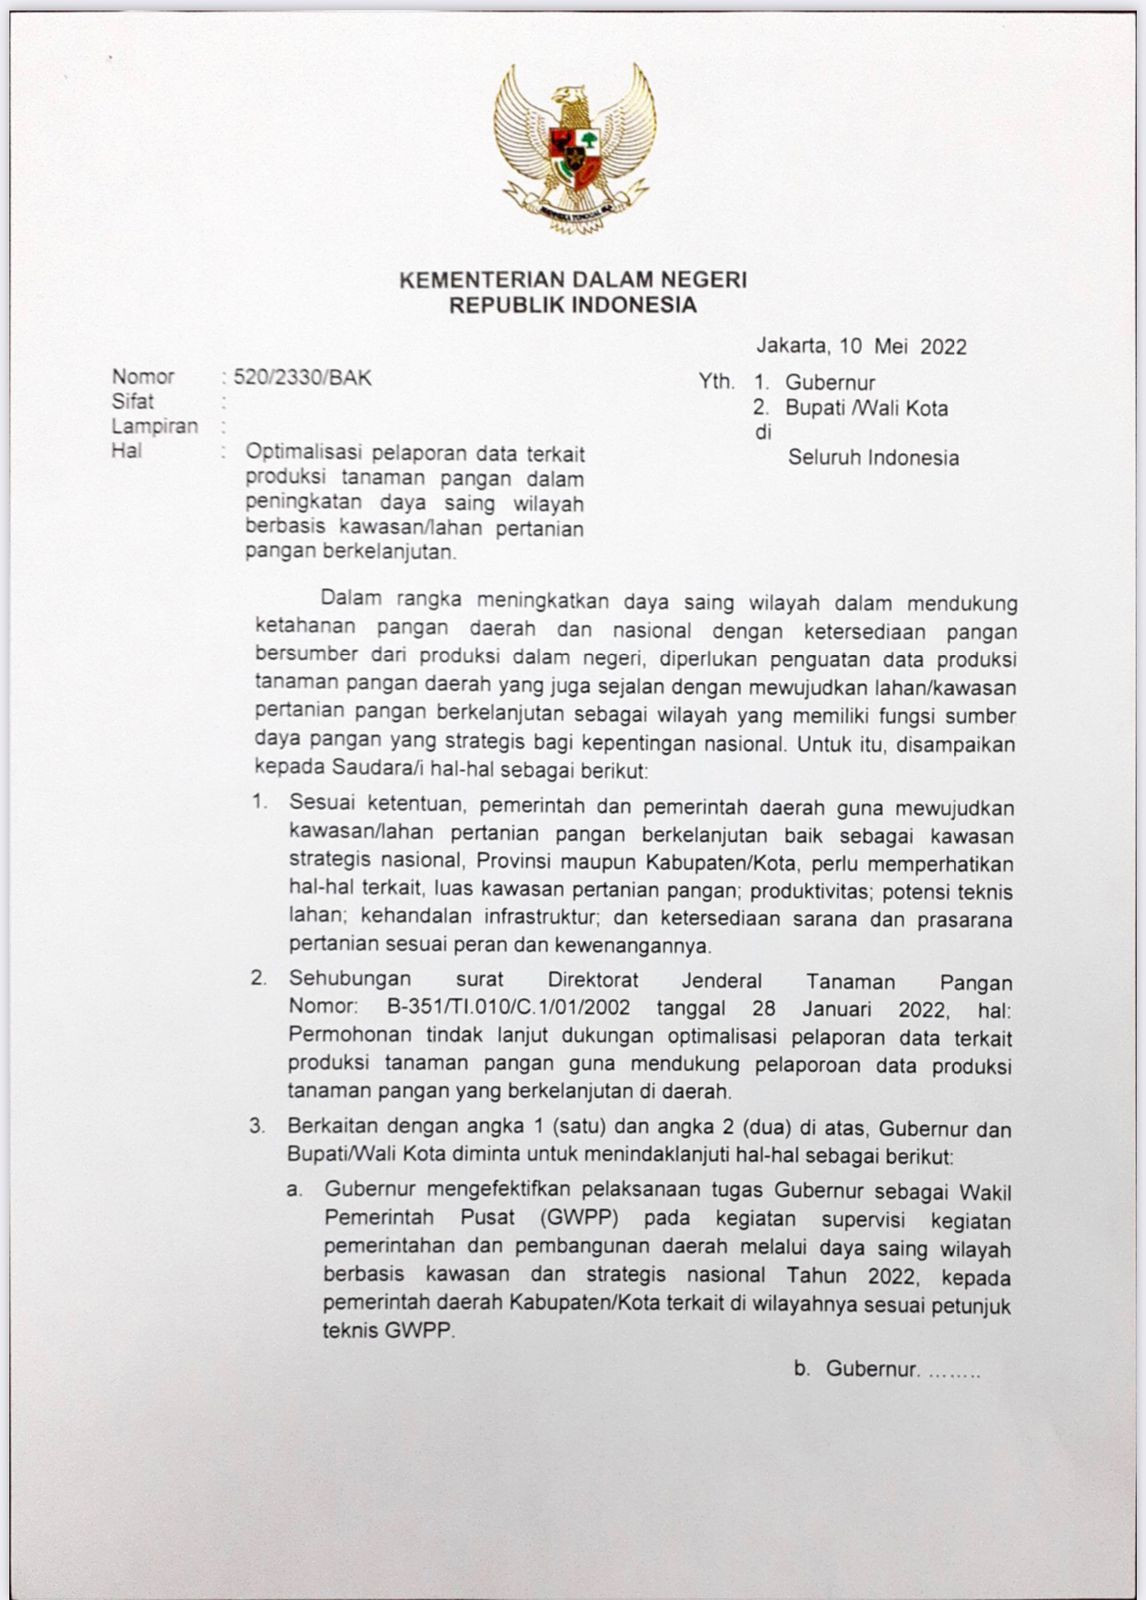 BHINNEKA TUNGGAL IKA
KEMENTERIAN DALAM NEGERI
REPUBLIK INDONESIA
Jakarta, 10 Mei 2022
Nomor : 520/2330/BAK
Sifat :
Lampiran :
Hal : Optimalisasi pelaporan data terkait
produksi tanaman pangan dalam
peningkatan daya saing wilayah
berbasis kawasan/lahan pertanian
pangan berkelanjutan.
Yth. 1. Gubernur
2. Bupati /Wali Kota
di
Seluruh Indonesia
Dalam rangka meningkatkan daya saing wilayah dalam mendukung
ketahanan pangan daerah dan nasional dengan ketersediaan pangan
bersumber dari produksi dalam negeri, diperlukan penguatan data produksi
tanaman pangan daerah yang juga sejalan dengan mewujudkan lahan/kawasan
pertanian pangan berkelanjutan sebagai wilayah yang memiliki fungsi sumber
daya pangan yang strategis bagi kepentingan nasional. Untuk itu, disampaikan
kepada Saudara/i hal-hal sebagai berikut:
1. Sesuai ketentuan, pemerintah dan pemerintah daerah guna mewujudkan
kawasan/lahan pertanian pangan berkelanjutan baik sebagai kawasan
strategis nasional, Provinsi maupun Kabupaten/Kota, perlu memperhatikan
hal-hal terkait, luas kawasan pertanian pangan; produktivitas; potensi teknis
lahan; kehandalan infrastruktur; dan ketersediaan sarana dan prasarana
pertanian sesuai peran dan kewenangannya.
2. Sehubungan surat Direktorat Jenderal Tanaman Pangan
Nomor: B-351/TI.010/C.1/01/2002 tanggal 28 Januari 2022, hal:
Permohonan tindak lanjut dukungan optimalisasi pelaporan data terkait
produksi tanaman pangan guna mendukung pelaporoan data produksi
tanaman pangan yang berkelanjutan di daerah.
3. Berkaitan dengan angka 1 (satu) dan angka 2 (dua) di atas, Gubernur dan
Bupati/Wali Kota diminta untuk menindaklanjuti hal-hal sebagai berikut:
a. Gubernur mengefektifkan pelaksanaan tugas Gubernur sebagai Wakil
Pemerintah Pusat (GWPP) pada kegiatan supervisi kegiatan
pemerintahan dan pembangunan daerah melalui daya saing wilayah
berbasis kawasan dan strategis nasional Tahun 2022, kepada
pemerintah daerah Kabupaten/Kota terkait di wilayahnya sesuai petunjuk
teknis GWPP.
b. Gubernur. ........